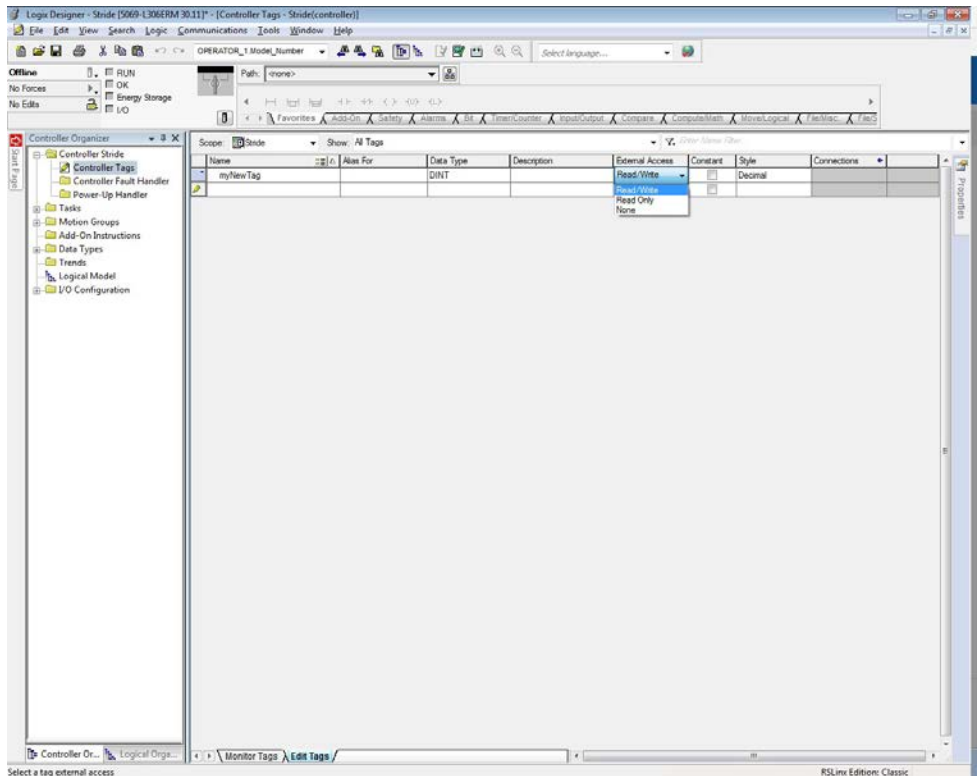 Logix Designer - Stride [5069-L306ERM 30.11]* - [Controller Tags - Stride(controller)]
File Edit View Search Logic Communications Tools Window Help
OPERATOR_1.Model_Number
Select language...
Offline
RUN
Path: <none>
No Forces
OK
Energy Storage
No Edits
I/O
Favorites Add-On Safety Alarms Bit Timer/Counter Input/Output Compare Compute/Math Move/Logical File/Misc. File/S
Start Page
Controller Organizer
Controller Stride
Controller Tags
Controller Fault Handler
Power-Up Handler
Tasks
Motion Groups
Add-On Instructions
Data Types
Trends
Logical Model
I/O Configuration
Scope: Stride Show: All Tags Enter Name Filter
Name Alias For Data Type Description External Access Constant Style Connections
myNewTag DINT Read/Write Decimal
Read/Write
Read Only
None
Properties
Controller Or... Logical Orga...
Monitor Tags Edit Tags
Select a tag external access
RSLinx Edition: Classic